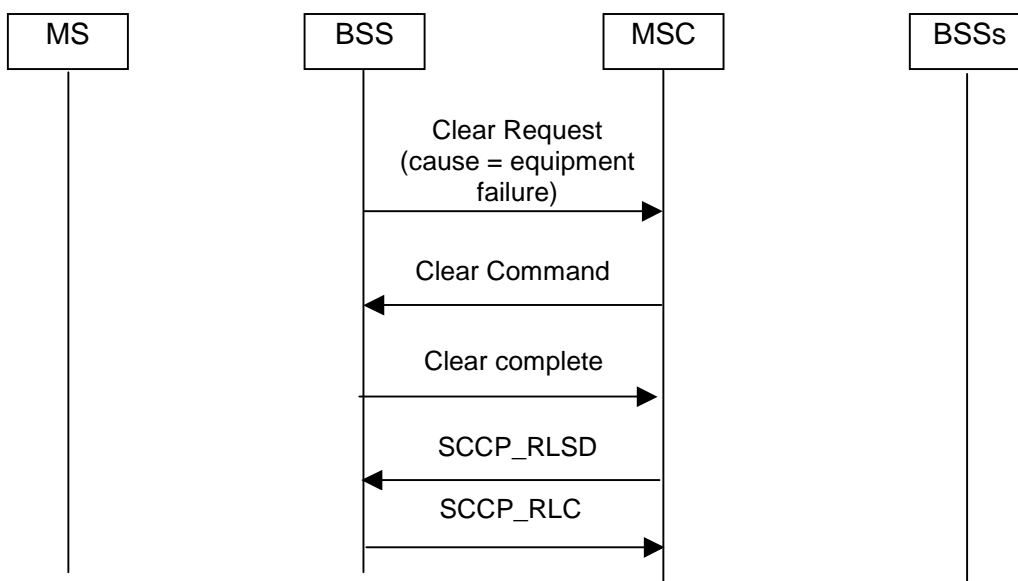 MS
BSS
MSC
BSSs
Clear Request
(cause = equipment
failure)
Clear Command
Clear complete
SCCP_RLSD
SCCP_RLC